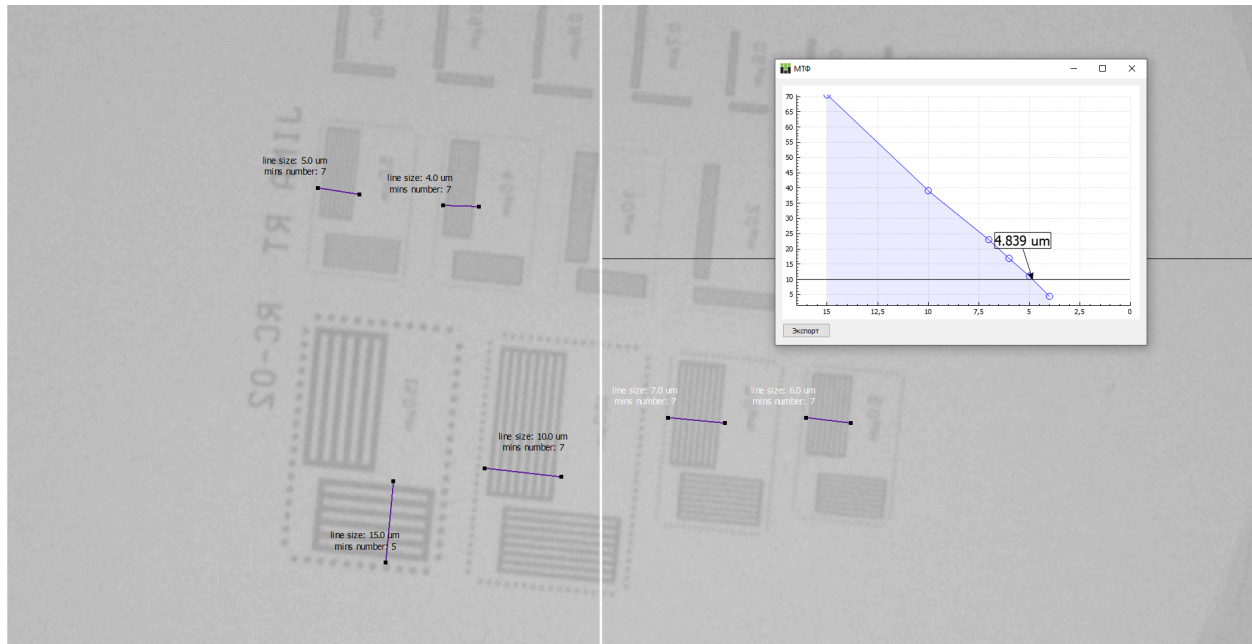 line size: 5.0 um
mins number: 7
line size: 4.0 um
mins number: 7
JIMA RT RC-02
line size: 7.0 um
mins number: 7
line size: 6.0 um
mins number: 7
line size: 10.0 um
mins number: 7
line size: 15.0 um
mins number: 5
МТФ
70
65
60
55
50
45
40
35
30
25
20
15
10
5
4.839 um
15
12,5
10
7,5
5
2,5
0
Экспорт